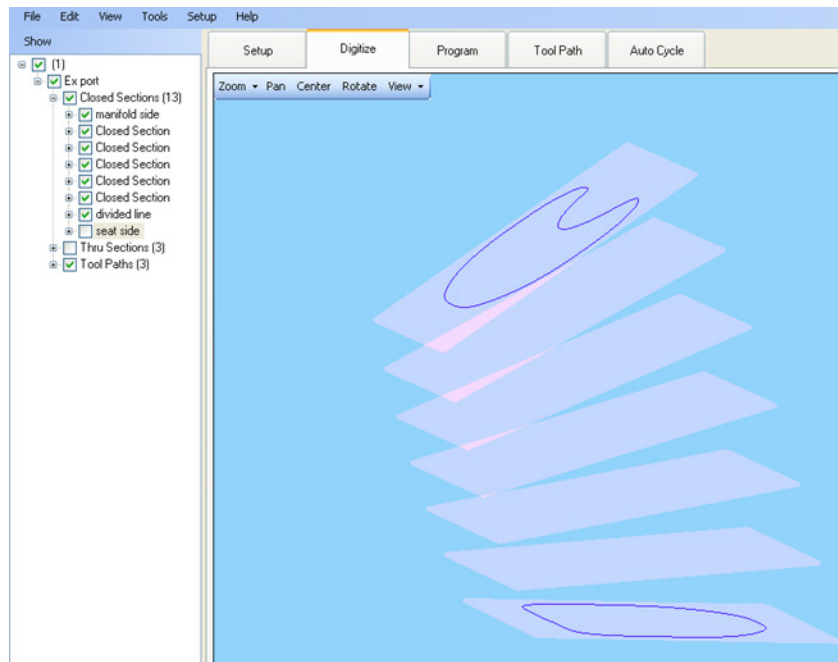 File Edit View Tools Setup Help
Show
Setup Digitize Program Tool Path Auto Cycle
Zoom Pan Center Rotate View
(1)
Ex port
Closed Sections (13)
manifold side
Closed Section
Closed Section
Closed Section
Closed Section
Closed Section
divided line
seat side
Thru Sections (3)
Tool Paths (3)